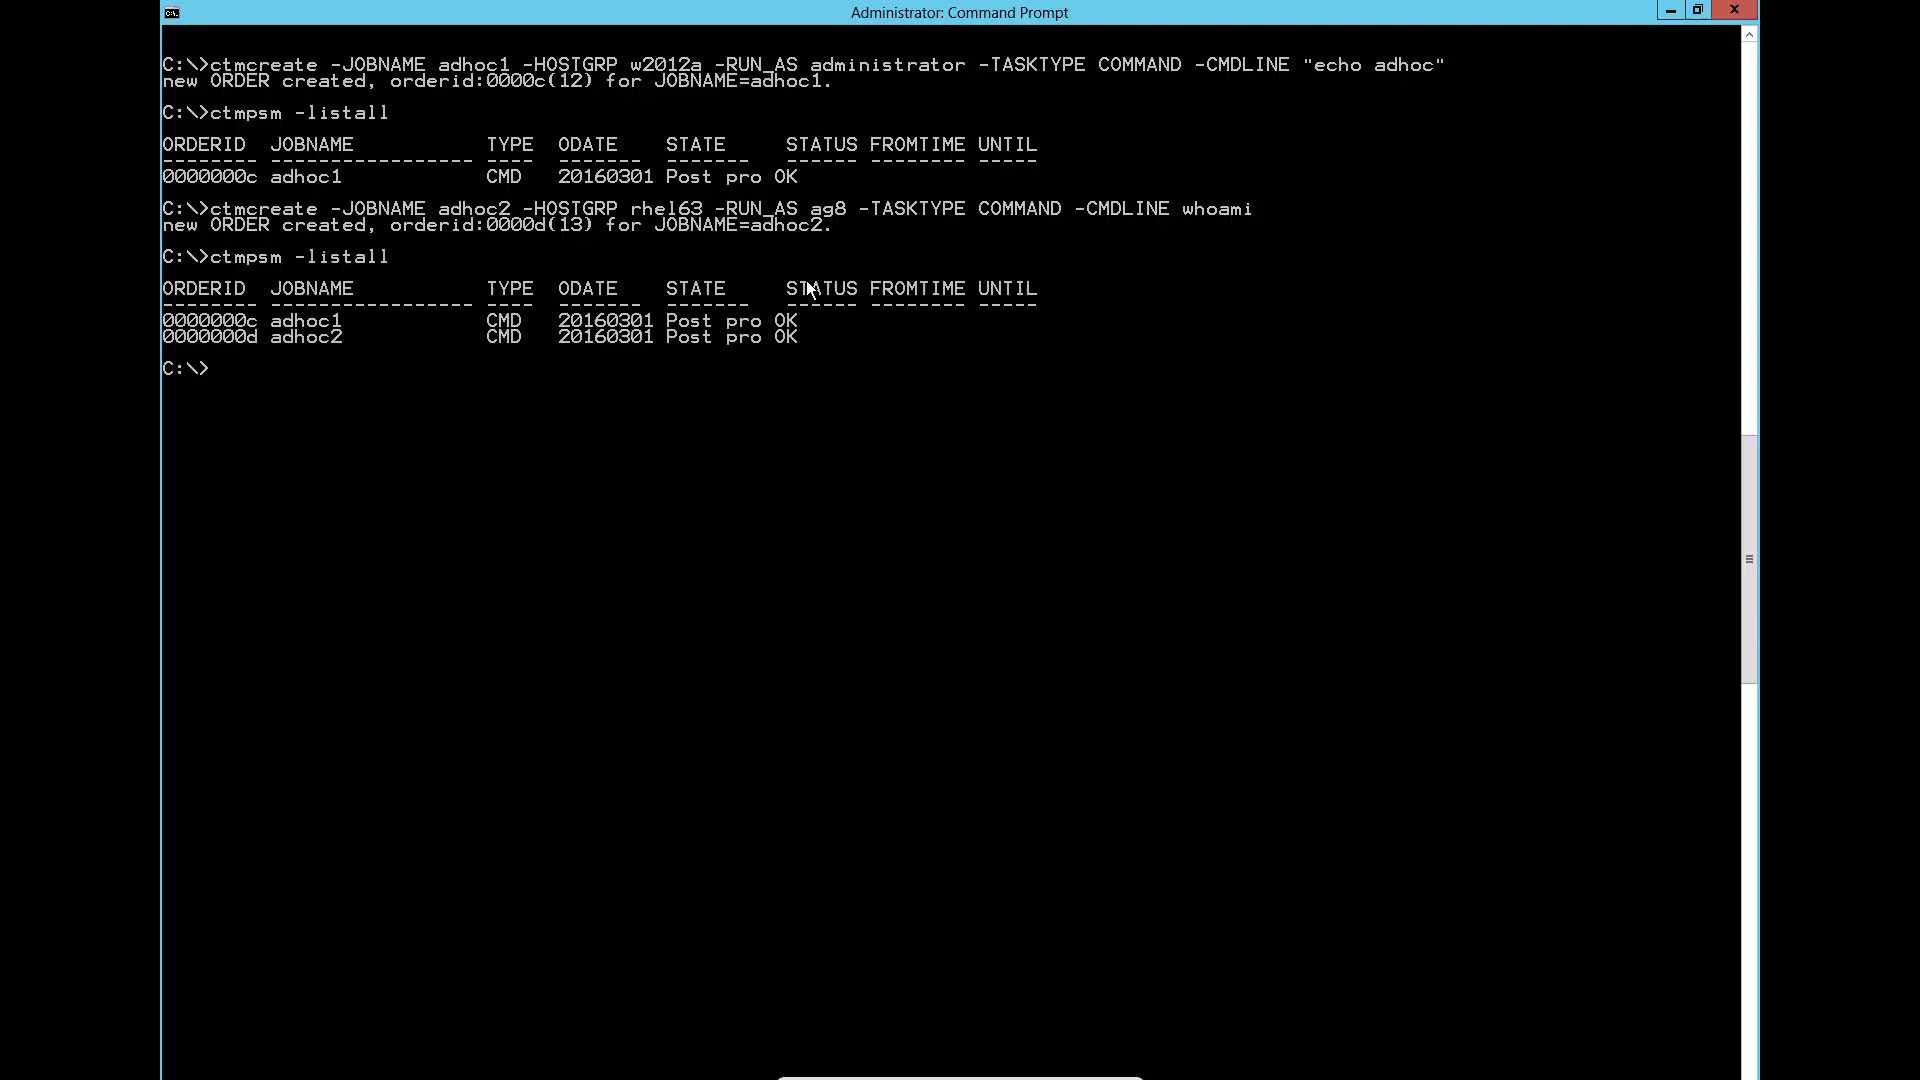 Administrator: Command Prompt
C:\>ctmcreate -JOBNAME adhoc1 -HOSTGRP w2012a -RUN_AS administrator -TASKTYPE COMMAND -CMDLINE "echo adhoc"
new ORDER created, orderid:0000c(12) for JOBNAME=adhoc1.
C:\>ctmpsm -listall
ORDERID  JOBNAME           TYPE  ODATE    STATE     STATUS FROMTIME UNTIL
-------- ----------------- ----  -------  -------   ------ -------- -----
0000000c adhoc1            CMD   20160301 Post pro OK
C:\>ctmcreate -JOBNAME adhoc2 -HOSTGRP rhel63 -RUN_AS ag8 -TASKTYPE COMMAND -CMDLINE whoami
new ORDER created, orderid:0000d(13) for JOBNAME=adhoc2.
C:\>ctmpsm -listall
ORDERID  JOBNAME           TYPE  ODATE    STATE     STATUS FROMTIME UNTIL
-------- ----------------- ----  -------  -------   ------ -------- -----
0000000c adhoc1            CMD   20160301 Post pro OK
0000000d adhoc2            CMD   20160301 Post pro OK
C:\>